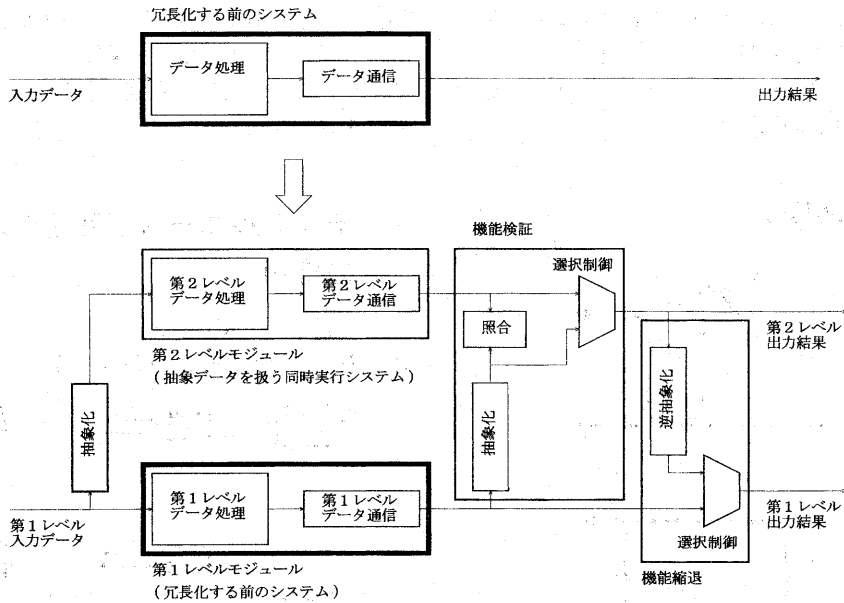 冗長化する前のシステム
データ処理
データ通信
入力データ
出力結果
機能検証
選択制御
第2レベル
データ処理
第2レベル
データ通信
照合
第2レベル
出力結果
第2レベルモジュール
(抽象データを扱う同時実行システム)
抽象化
抽象化
逆抽象化
第1レベル
データ処理
第1レベル
データ通信
第1レベル
入力データ
第1レベル
出力結果
選択制御
第1レベルモジュール
(冗長化する前のシステム)
機能縮退